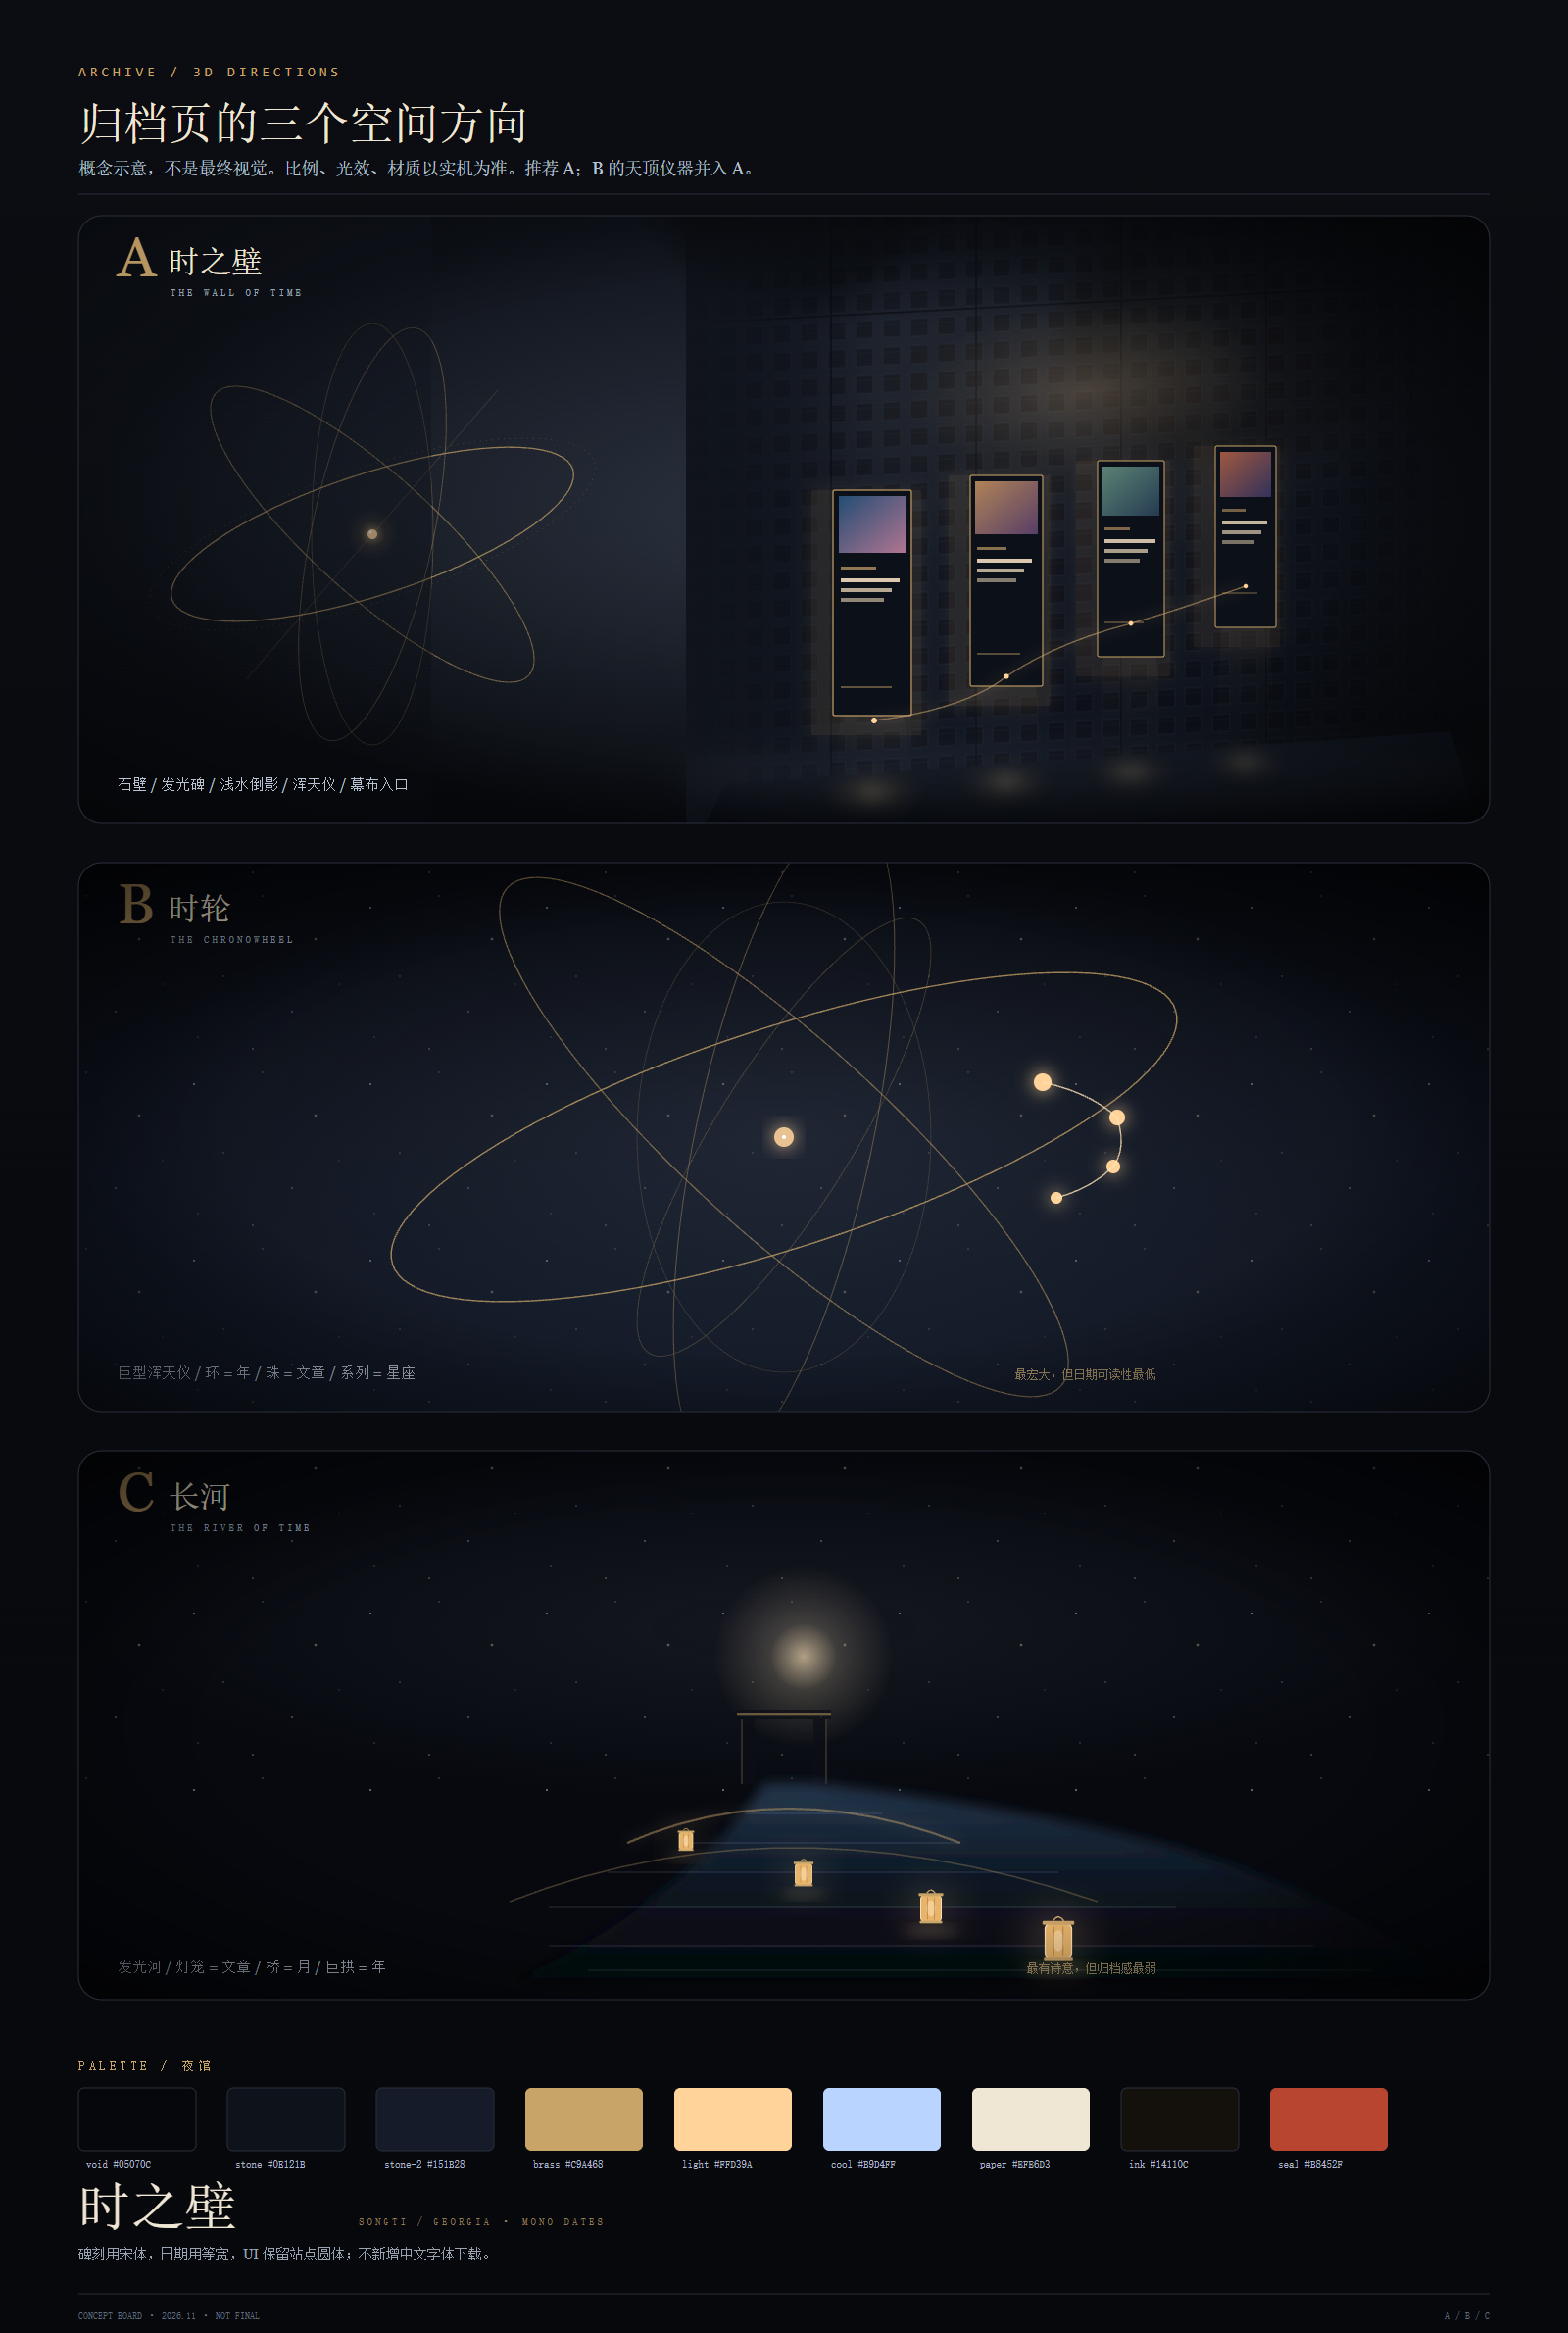 ARCHIVE / 3D DIRECTIONS
归档页的三个空间方向
概念示意，不是最终视觉。比例、光效、材质以实机为准。推荐 A；B 的天顶仪器并入 A。
A 时之壁
THE WALL OF TIME
石壁 / 发光碑 / 浅水倒影 / 浑天仪 / 幕布入口
B 时轮
THE CHRONOWHEEL
巨型浑天仪 / 环 = 年 / 珠 = 文章 / 系列 = 星座
最宏大，但日期可读性最低
C 长河
THE RIVER OF TIME
发光河 / 灯笼 = 文章 / 桥 = 月 / 巨拱 = 年
最有诗意，但归档感最弱
PALETTE / 夜馆
void #05070C
stone #0E121B
stone-2 #151B28
brass #C9A468
light #FFD39A
cool #B9D4FF
paper #EFE6D3
ink #14110C
seal #B8452F
时之壁
SONGTI / GEORGIA · MONO DATES
碑刻用宋体，日期用等宽，UI 保留站点圆体；不新增中文字体下载。
CONCEPT BOARD · 2026.11 · NOT FINAL
A / B / C